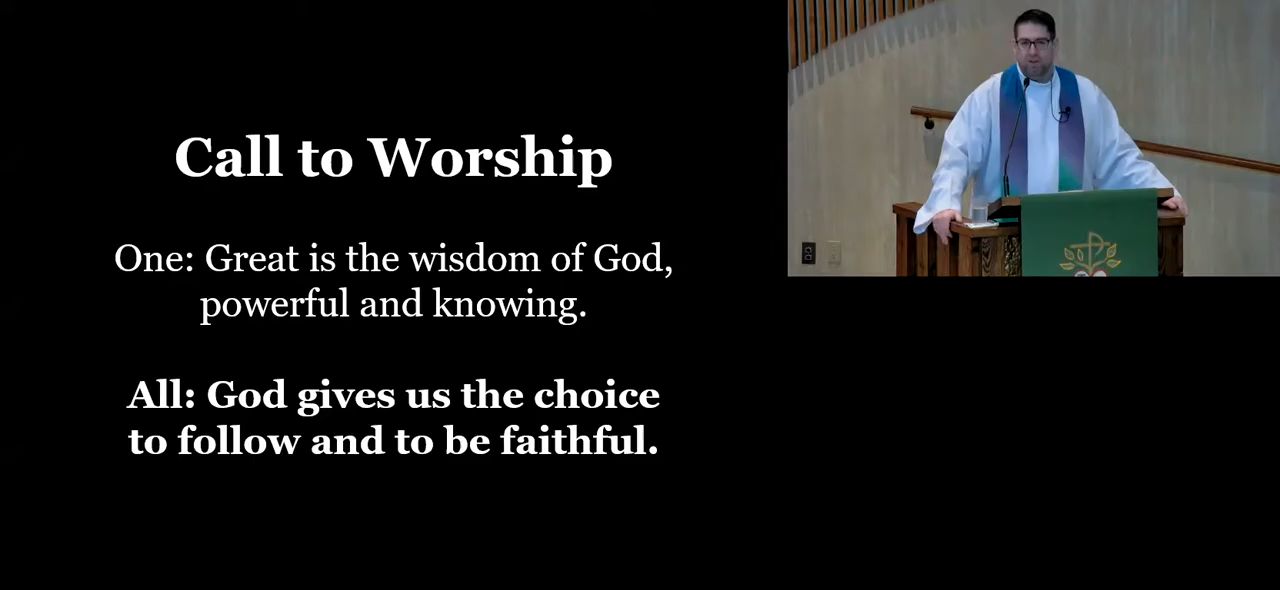 Call to Worship
One: Great is the wisdom of God,
powerful and knowing.
All: God gives us the choice
to follow and to be faithful.